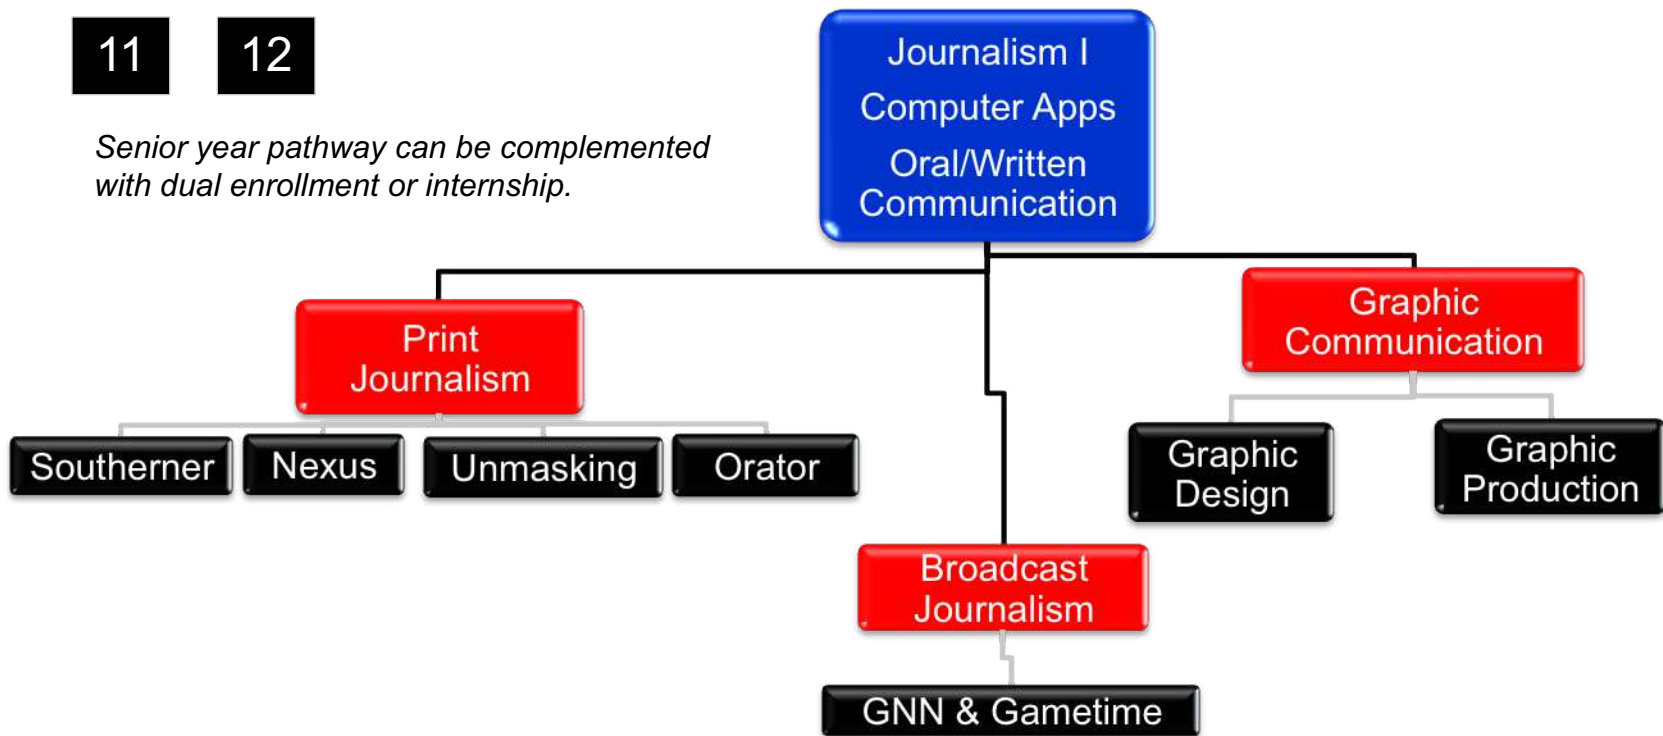 11 12
Senior year pathway can be complemented
with dual enrollment or internship.
Journalism I
Computer Apps
Oral/Written
Communication
Print
Journalism
Southerner
Nexus
Unmasking
Orator
Broadcast
Journalism
GNN & Gametime
Graphic
Communication
Graphic
Design
Graphic
Production